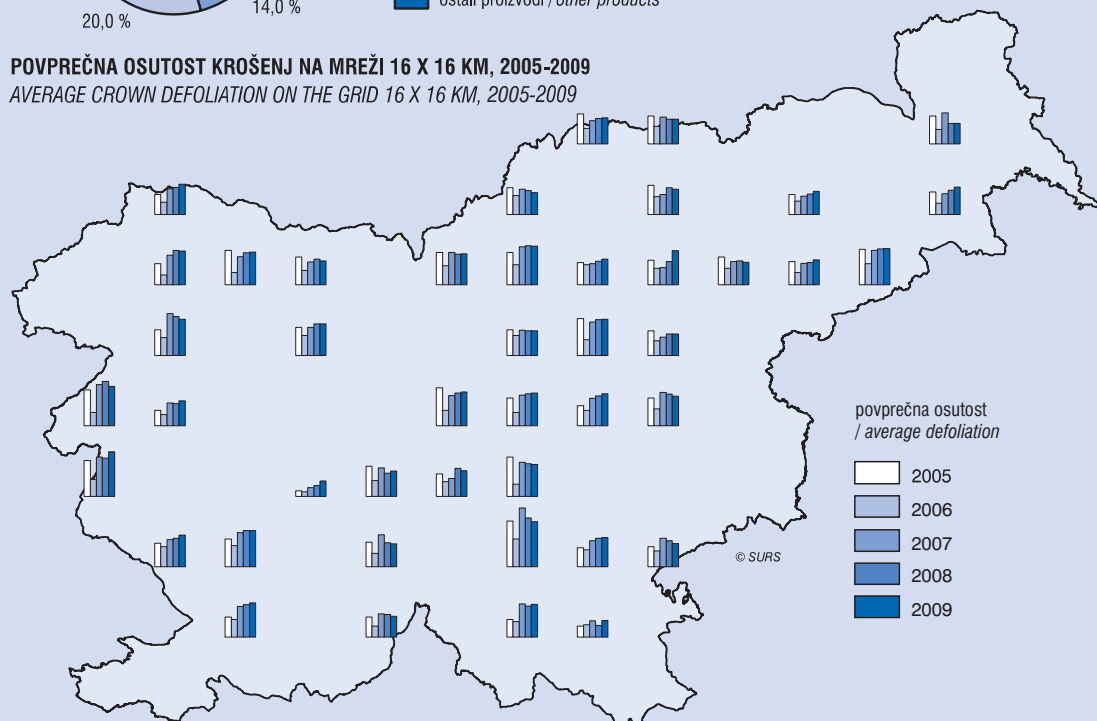 20,0 %
14,0 %
ostali proizvodi / other products
POVPREČNA OSUTOST KROŠENJ NA MREŽI 16 X 16 KM, 2005-2009
AVERAGE CROWN DEFOLIATION ON THE GRID 16 X 16 KM, 2005-2009
povprečna osutost
/ average defoliation
2005
2006
2007
2008
2009
© SURS